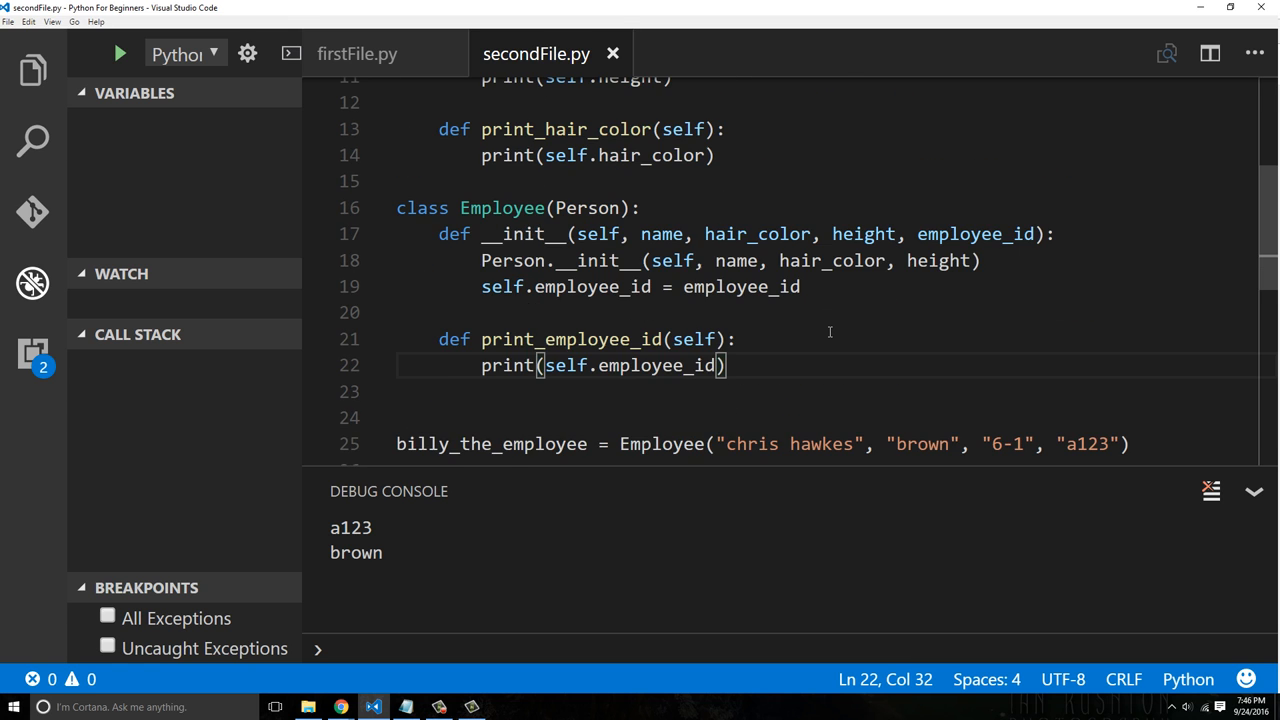 secondFile.py - Python For Beginners - Visual Studio Code
File Edit View Go Help
Pythor
firstFile.py
secondFile.py
VARIABLES
WATCH
CALL STACK
BREAKPOINTS
All Exceptions
Uncaught Exceptions
2
11 print(self.height)
12
13 def print_hair_color(self):
14 print(self.hair_color)
15
16 class Employee(Person):
17 def __init__(self, name, hair_color, height, employee_id):
18 Person.__init__(self, name, hair_color, height)
19 self.employee_id = employee_id
20
21 def print_employee_id(self):
22 print(self.employee_id)
23
24
25 billy_the_employee = Employee("chris hawkes", "brown", "6-1", "a123")
DEBUG CONSOLE
a123
brown
0 0 Ln 22, Col 32 Spaces: 4 UTF-8 CRLF Python
I'm Cortana. Ask me anything.
7:46 PM
9/24/2016